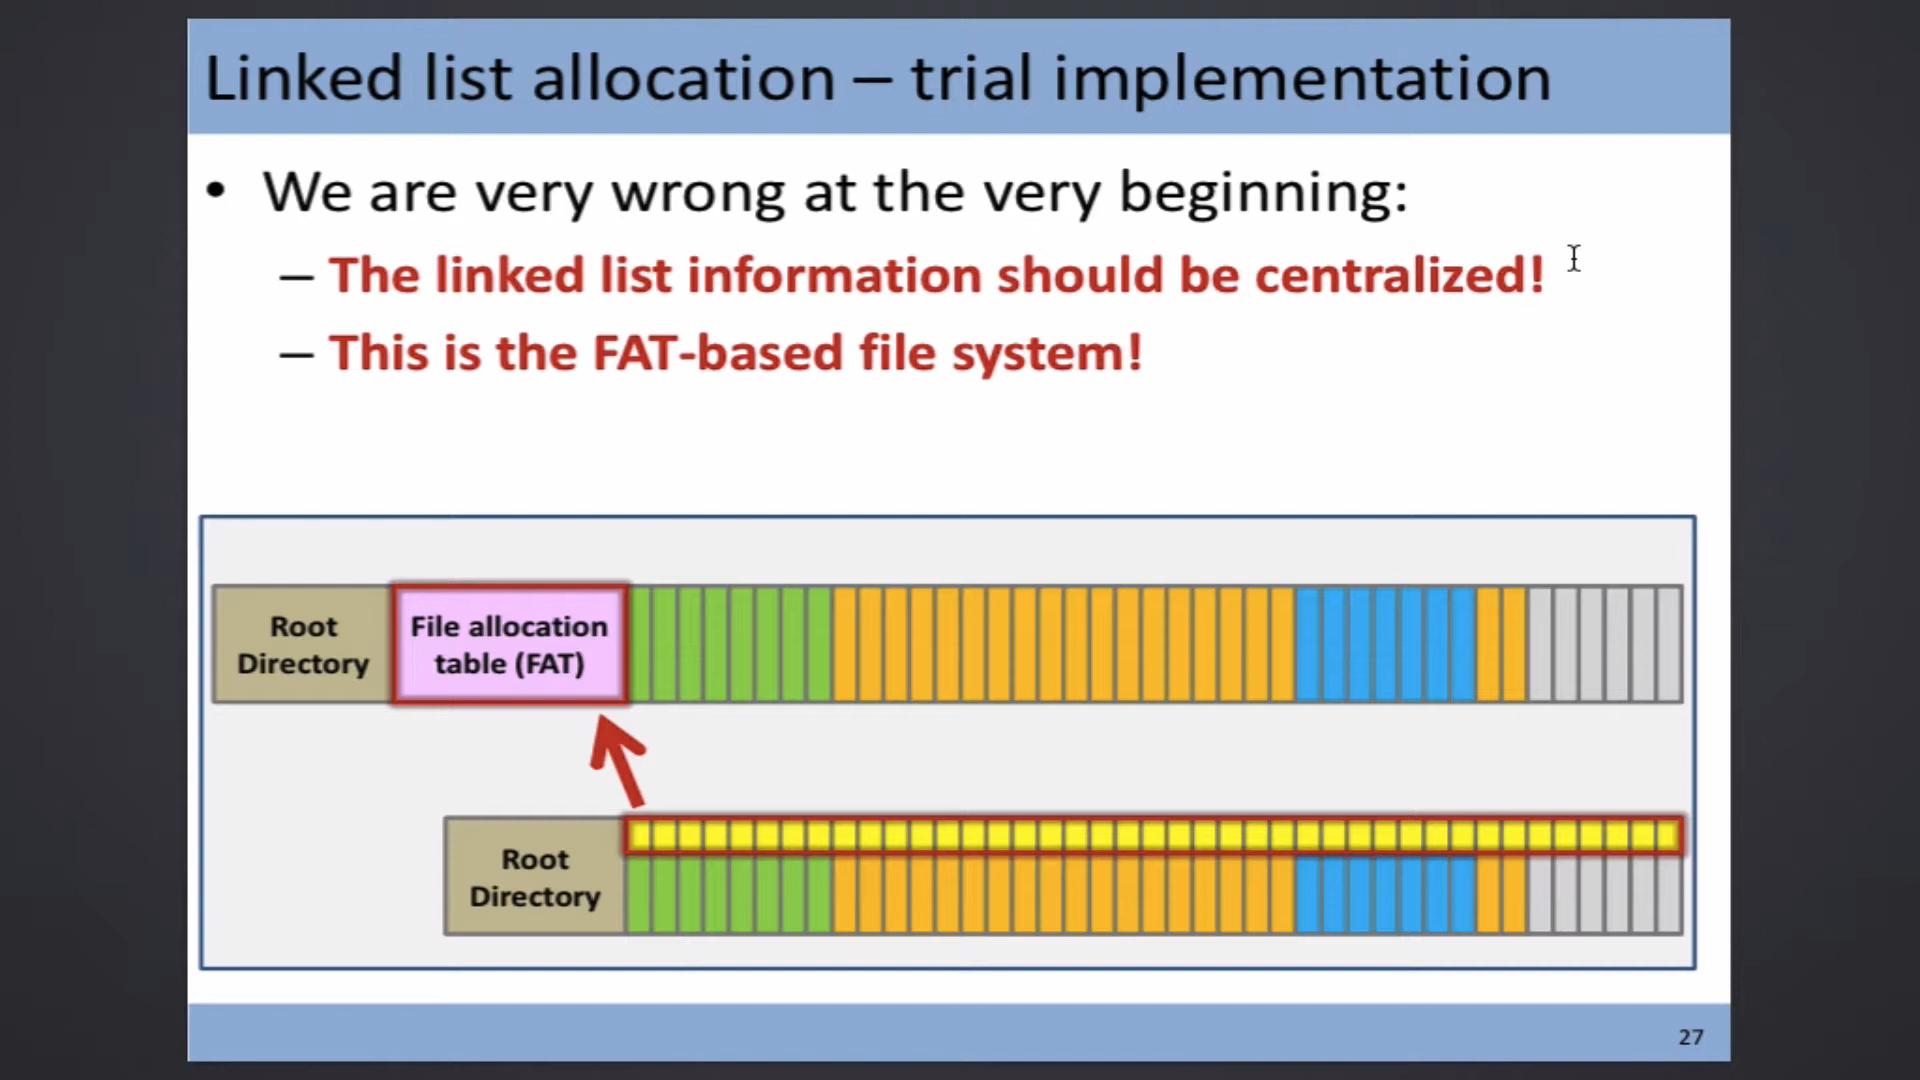 Linked list allocation – trial implementation
• We are very wrong at the very beginning:
– The linked list information should be centralized!
– This is the FAT-based file system!
Root
Directory
File allocation
table (FAT)
Root
Directory
27